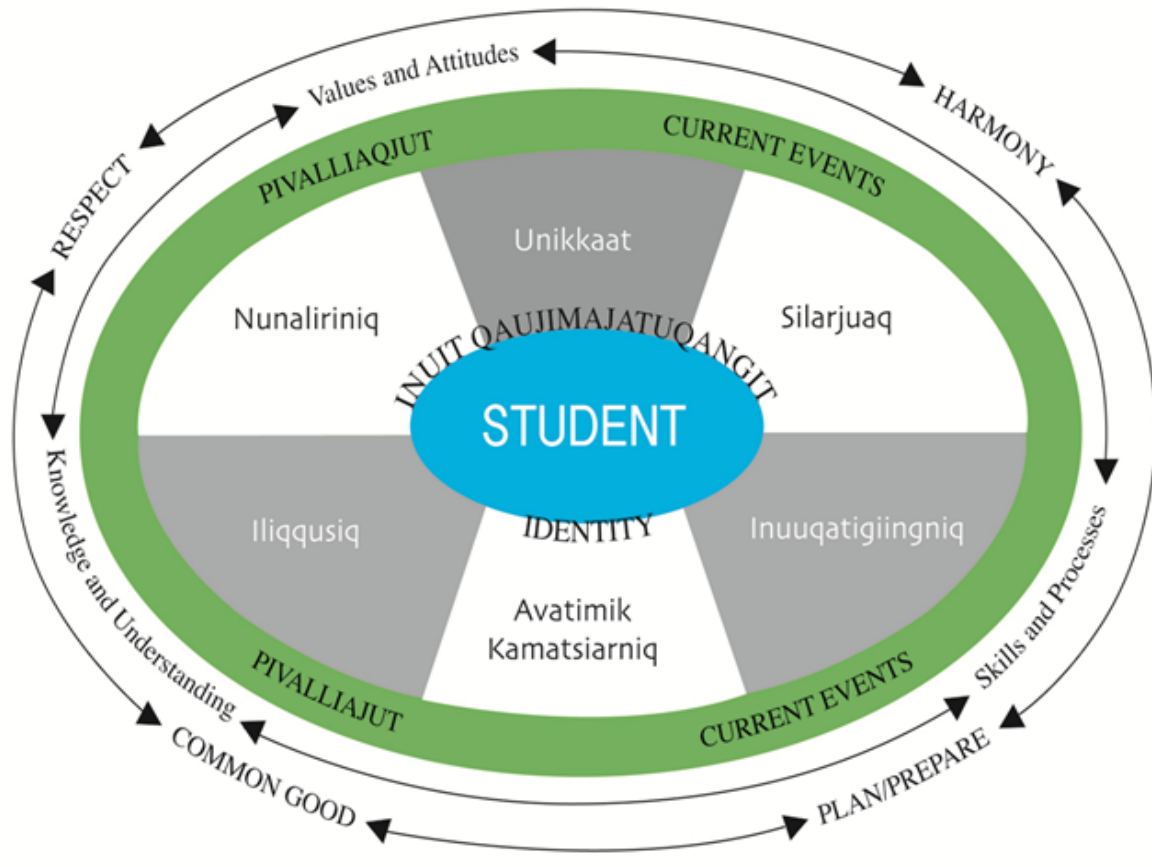 Values and Attitudes
HARMONY
RESPECT
PIVALLIAQJUT
CURRENT EVENTS
Unikkaat
Nunaliriniq
Silarjuaq
INUIT QAUJIMAJATUQANGIT
STUDENT
IDENTITY
Iliqqusiq
Inuuqatigiingniq
Avatimik
Kamatsiarniq
Knowledge and Understanding
Skills and Processes
PIVALLIAJUT
CURRENT EVENTS
COMMON GOOD
PLAN/PREPARE